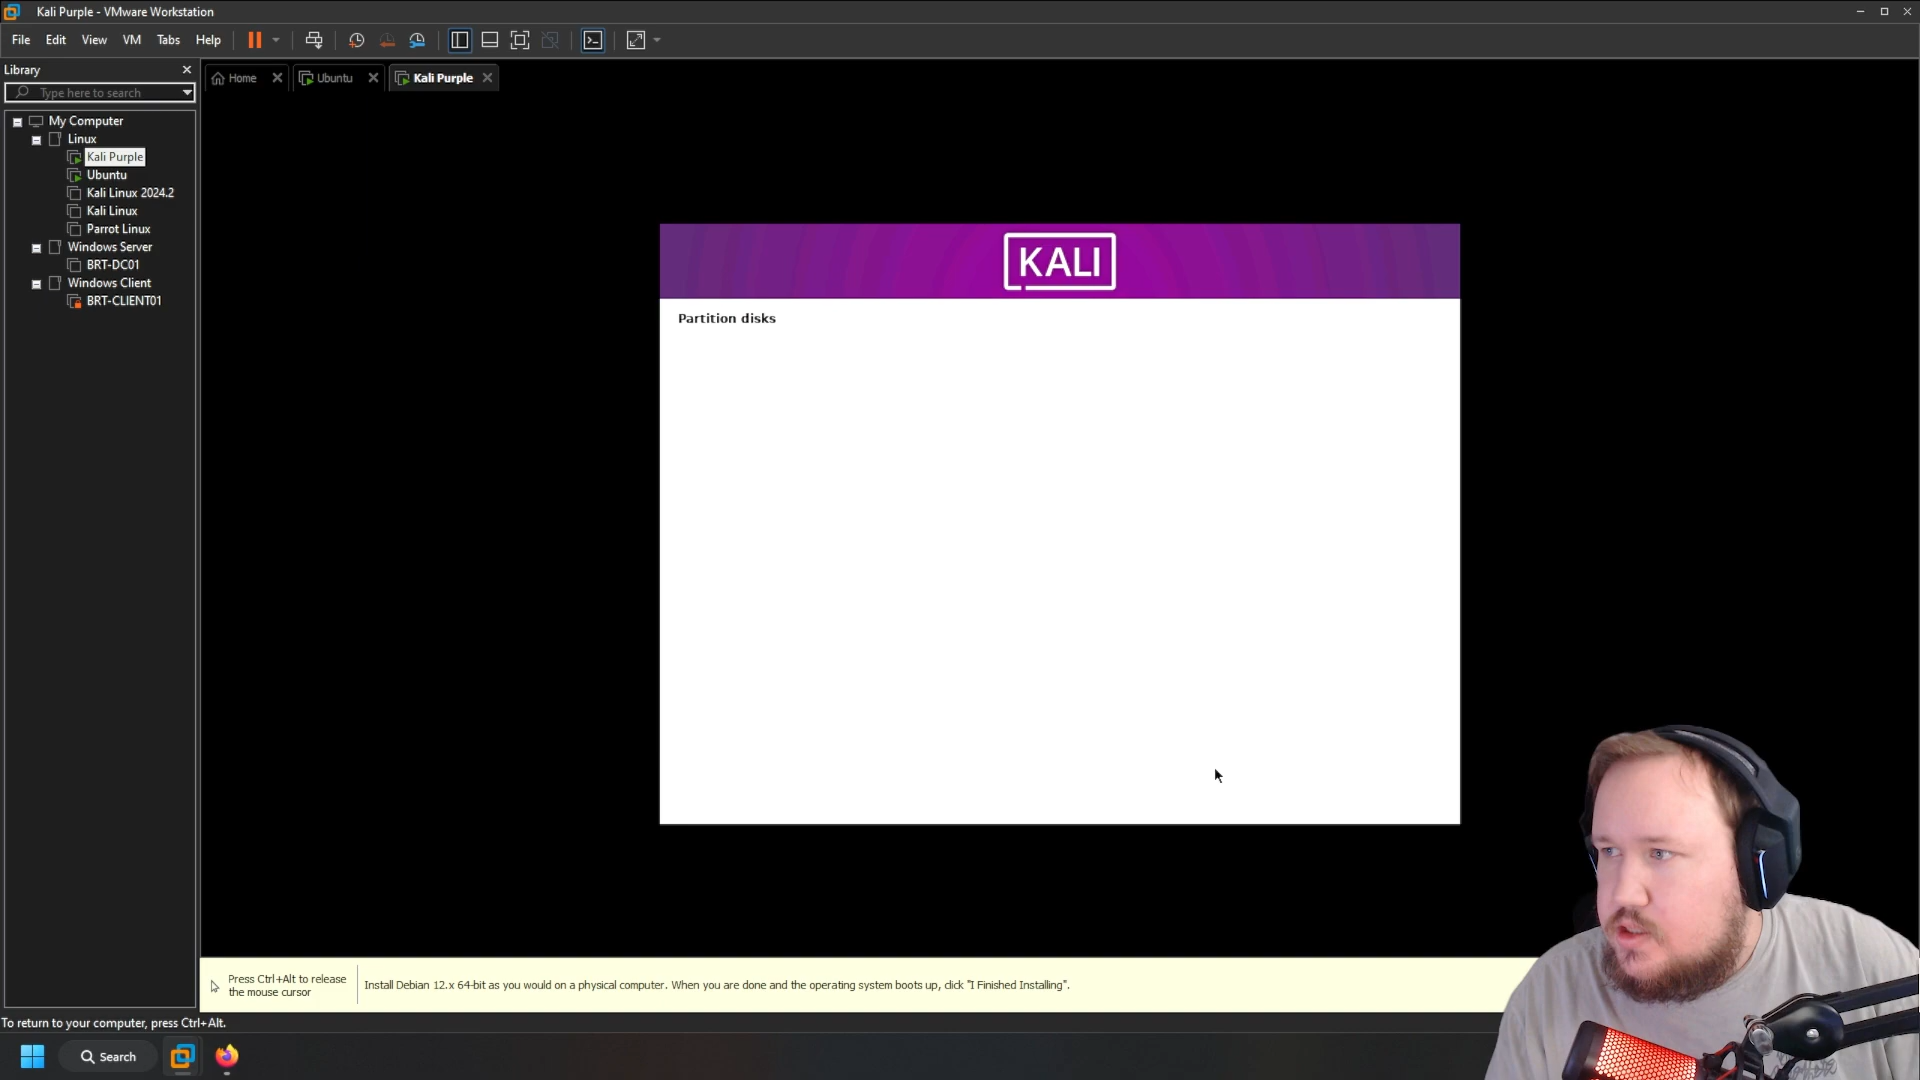 Kali Purple - VMware Workstation
File Edit View VM Tabs Help
Library
Type here to search
Home
Ubuntu
Kali Purple
My Computer
Linux
Kali Purple
Ubuntu
Kali Linux 2024.2
Kali Linux
Parrot Linux
Windows Server
BRT-DC01
Windows Client
BRT-CLIENT01
KALI
Partition disks
Press Ctrl+Alt to release
the mouse cursor
Install Debian 12.x 64-bit as you would on a physical computer. When you are done and the operating system boots up, click "I Finished Installing".
To return to your computer, press Ctrl+Alt.
Search